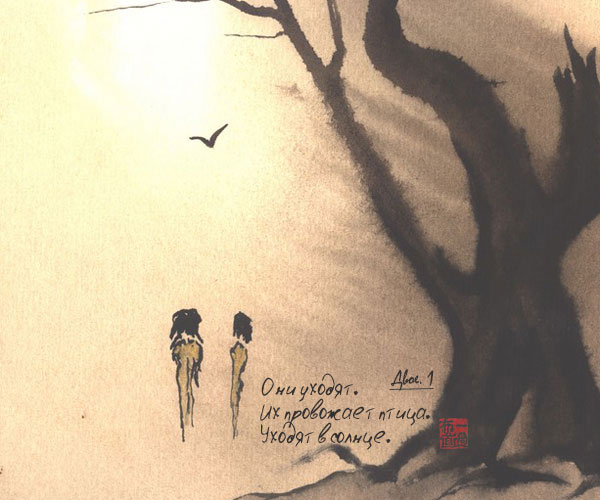 Двое. 1
Они уходят.
Их провожает птица.
Уходят в солнце.